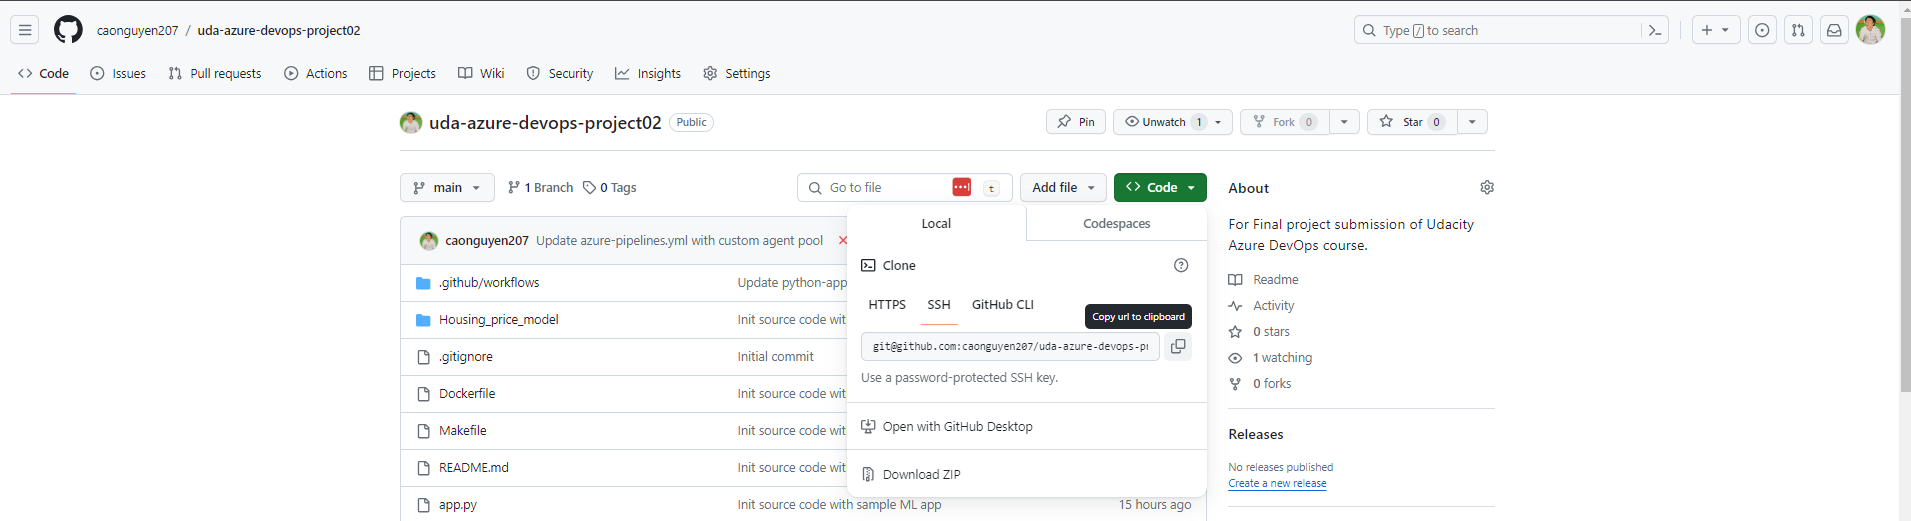 caonguyen207 / uda-azure-devops-project02
Type / to search
Code Issues Pull requests Actions Projects Wiki Security Insights Settings
uda-azure-devops-project02 Public
Pin Unwatch 1 Fork 0 Star 0
main 1 Branch 0 Tags
Go to file t Add file Code
Local Codespaces
caonguyen207 Update azure-pipelines.yml with custom agent pool
Clone
.github/workflows Update python-app
HTTPS SSH GitHub CLI
Copy url to clipboard
Housing_price_model Init source code
git@github.com:caonguyen207/uda-azure-devops-p
.gitignore Initial commit
Use a password-protected SSH key.
Dockerfile Init source code
Makefile Init source code
Open with GitHub Desktop
README.md Init source code
Download ZIP
app.py Init source code with sample ML app 15 hours ago
About
For Final project submission of Udacity
Azure DevOps course.
Readme
Activity
0 stars
1 watching
0 forks
Releases
No releases published
Create a new release